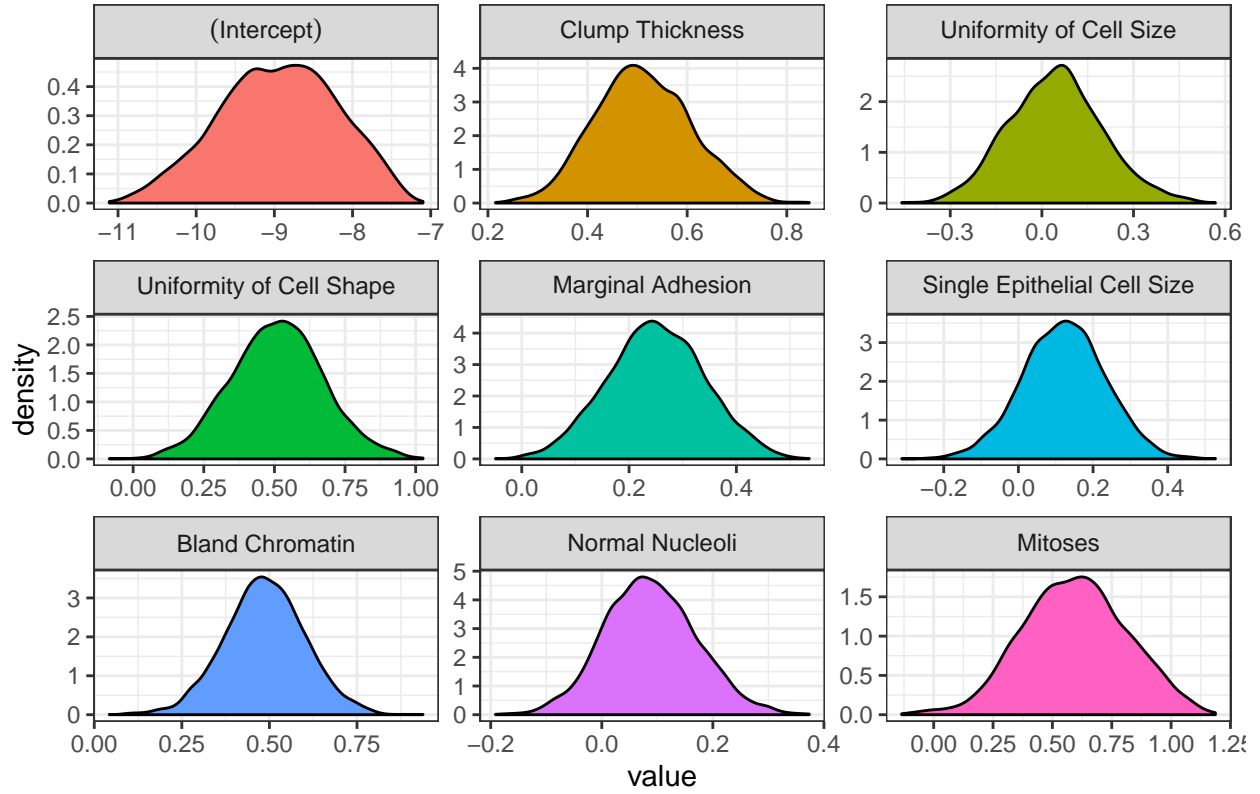 (Intercept) Clump Thickness Uniformity of Cell Size
0.4 4 2
0.3 3
0.2 2 1
0.1 1
0.0 0 0
−11 −10 −9 −8 −7 0.2 0.4 0.6 0.8 −0.3 0.0 0.3 0.6
Uniformity of Cell Shape Marginal Adhesion Single Epithelial Cell Size
2.5 4 3
2.0 3
1.5 2 2
1.0 1
0.5 1
0.0 0 0
0.00 0.25 0.50 0.75 1.00 0.0 0.2 0.4 −0.2 0.0 0.2 0.4
density
Bland Chromatin Normal Nucleoli Mitoses
3 5 1.5
4
2 3 1.0
2
1 1 0.5
0 0 0.0
0.00 0.25 0.50 0.75 −0.2 0.0 0.2 0.4 0.00 0.25 0.50 0.75 1.00 1.25
value